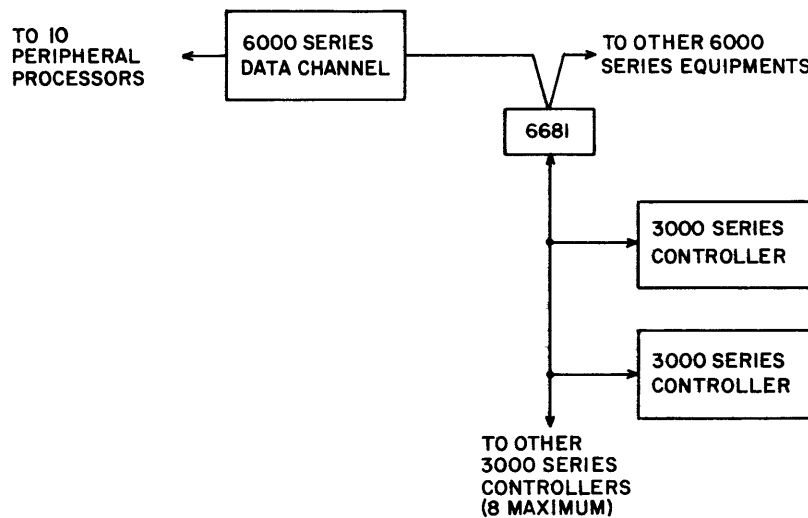 TO 10
PERIPHERAL
PROCESSORS
6000 SERIES
DATA CHANNEL
TO OTHER 6000
SERIES EQUIPMENTS
6681
3000 SERIES
CONTROLLER
3000 SERIES
CONTROLLER
TO OTHER
3000 SERIES
CONTROLLERS
(8 MAXIMUM)